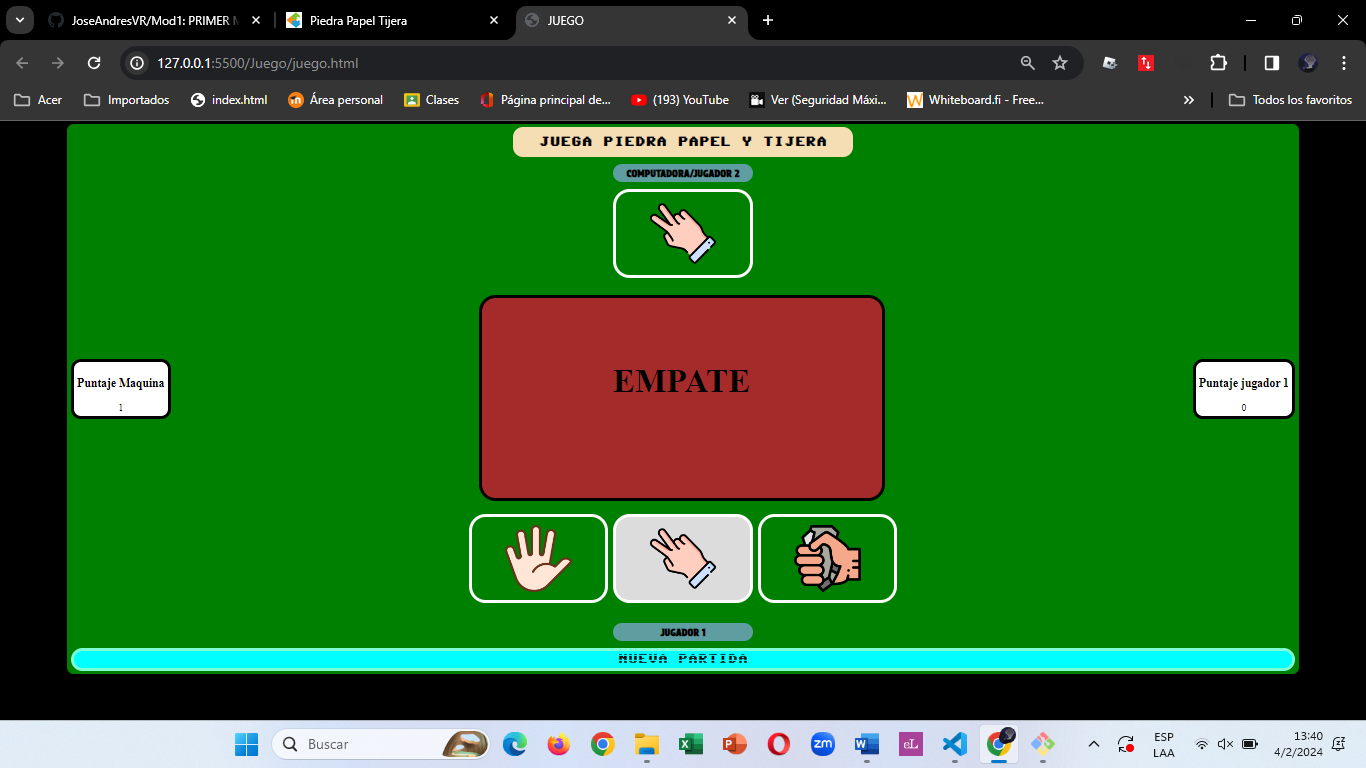 JoseAndresVR/Mod1: PRIMER M
Piedra Papel Tijera
JUEGO
127.0.0.1:5500/Juego/juego.html
Acer
Importados
index.html
Área personal
Clases
Página principal de...
(193) YouTube
Ver (Seguridad Máxi...
Whiteboard.fi - Free...
Todos los favoritos
JUEGA PIEDRA PAPEL Y TIJERA
COMPUTADORA/JUGADOR 2
EMPATE
Puntaje Maquina
1
Puntaje jugador 1
0
JUGADOR 1
NUEVA PARTIDA
Buscar
ESP
LAA
13:40
4/2/2024